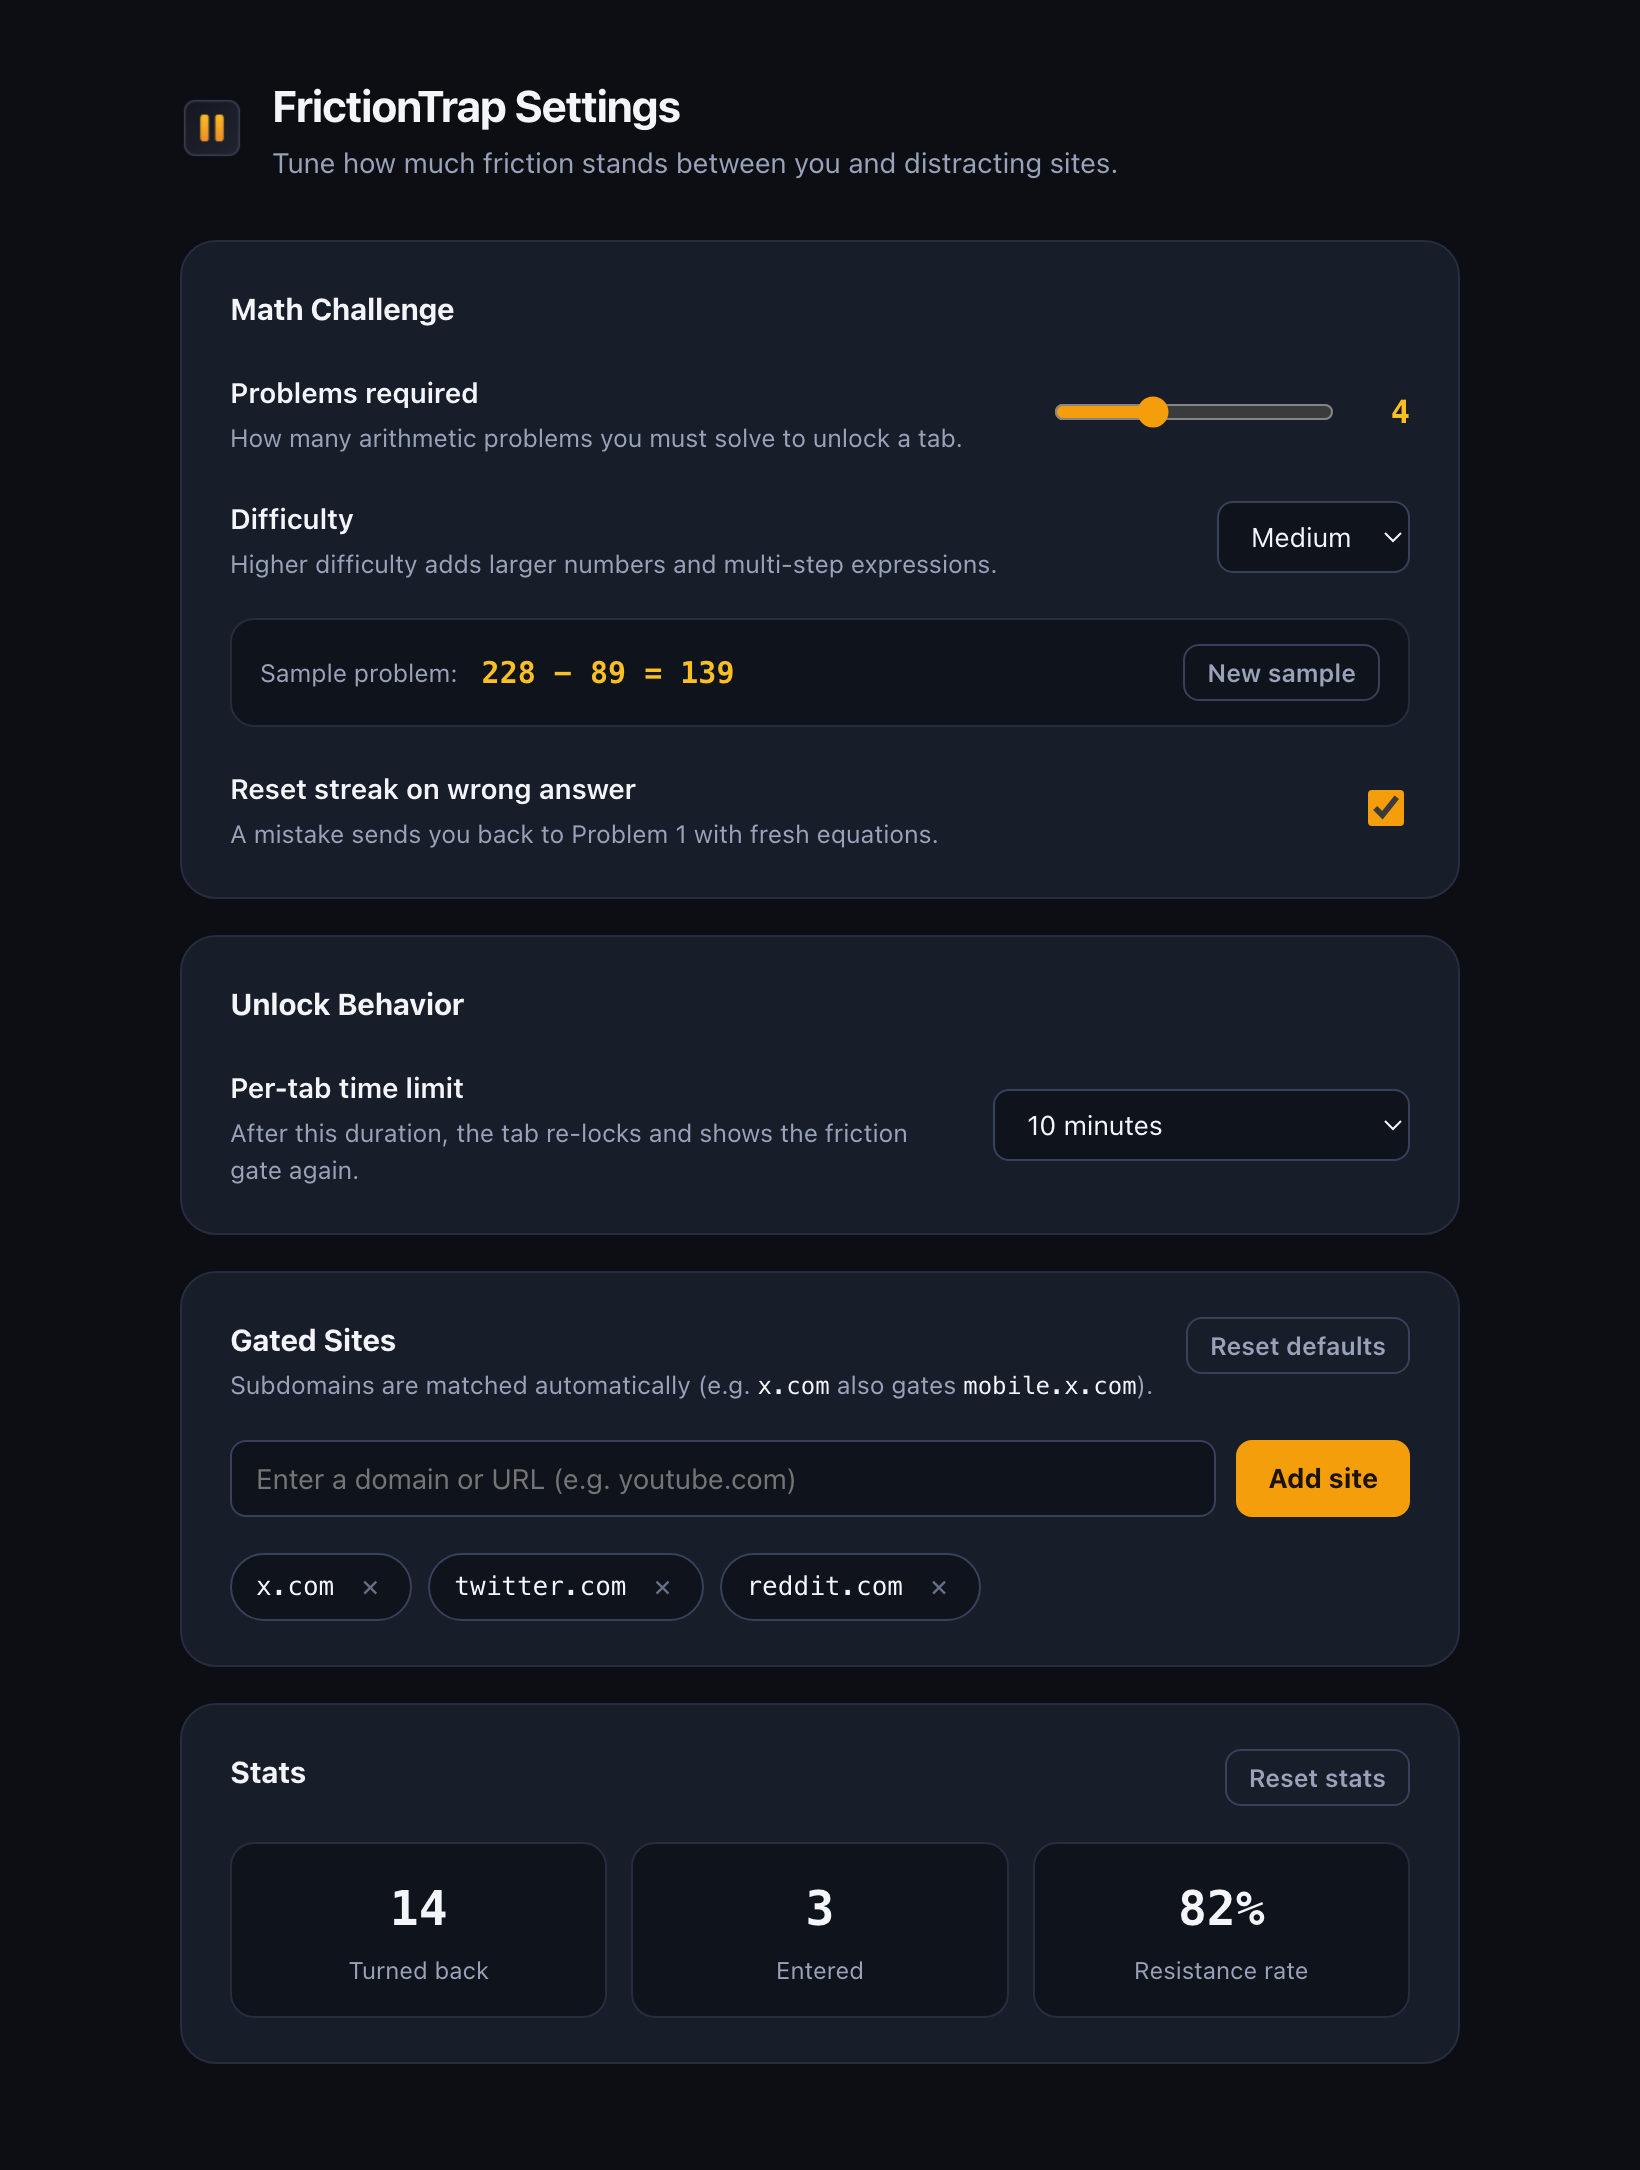 FrictionTrap Settings
Tune how much friction stands between you and distracting sites.
Math Challenge
Problems required
How many arithmetic problems you must solve to unlock a tab.
4
Difficulty
Higher difficulty adds larger numbers and multi-step expressions.
Medium
Sample problem: 228 − 89 = 139
New sample
Reset streak on wrong answer
A mistake sends you back to Problem 1 with fresh equations.
Unlock Behavior
Per-tab time limit
After this duration, the tab re-locks and shows the friction
gate again.
10 minutes
Gated Sites
Subdomains are matched automatically (e.g. x.com also gates mobile.x.com).
Reset defaults
Enter a domain or URL (e.g. youtube.com)
Add site
x.com ×
twitter.com ×
reddit.com ×
Stats
Reset stats
14
Turned back
3
Entered
82%
Resistance rate